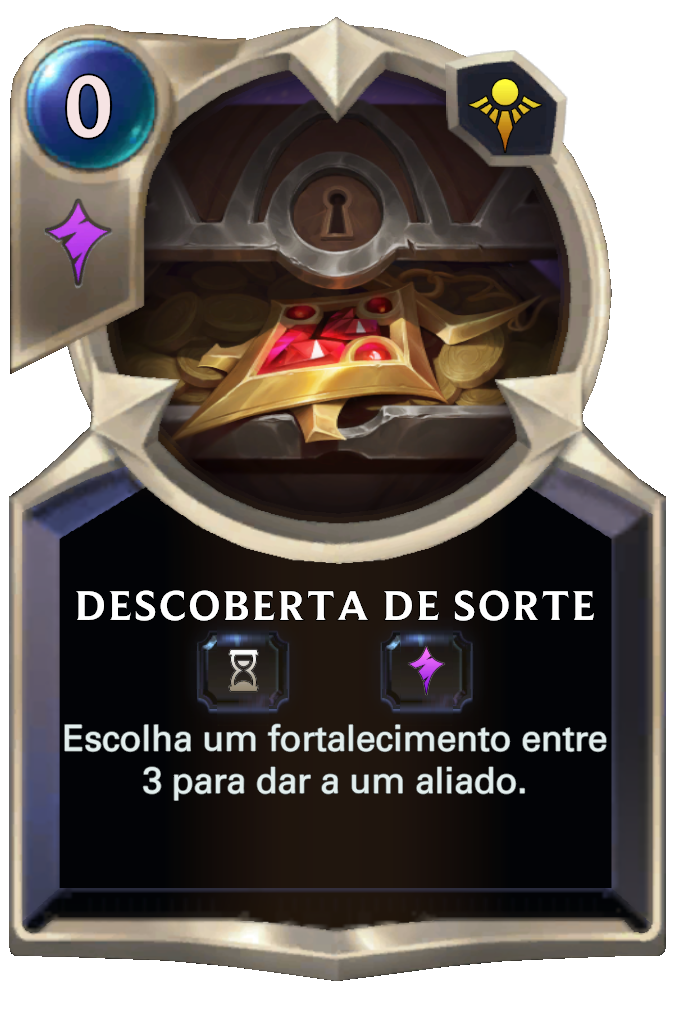 0
DESCOBERTA DE SORTE
Escolha um fortalecimento entre
3 para dar a um aliado.